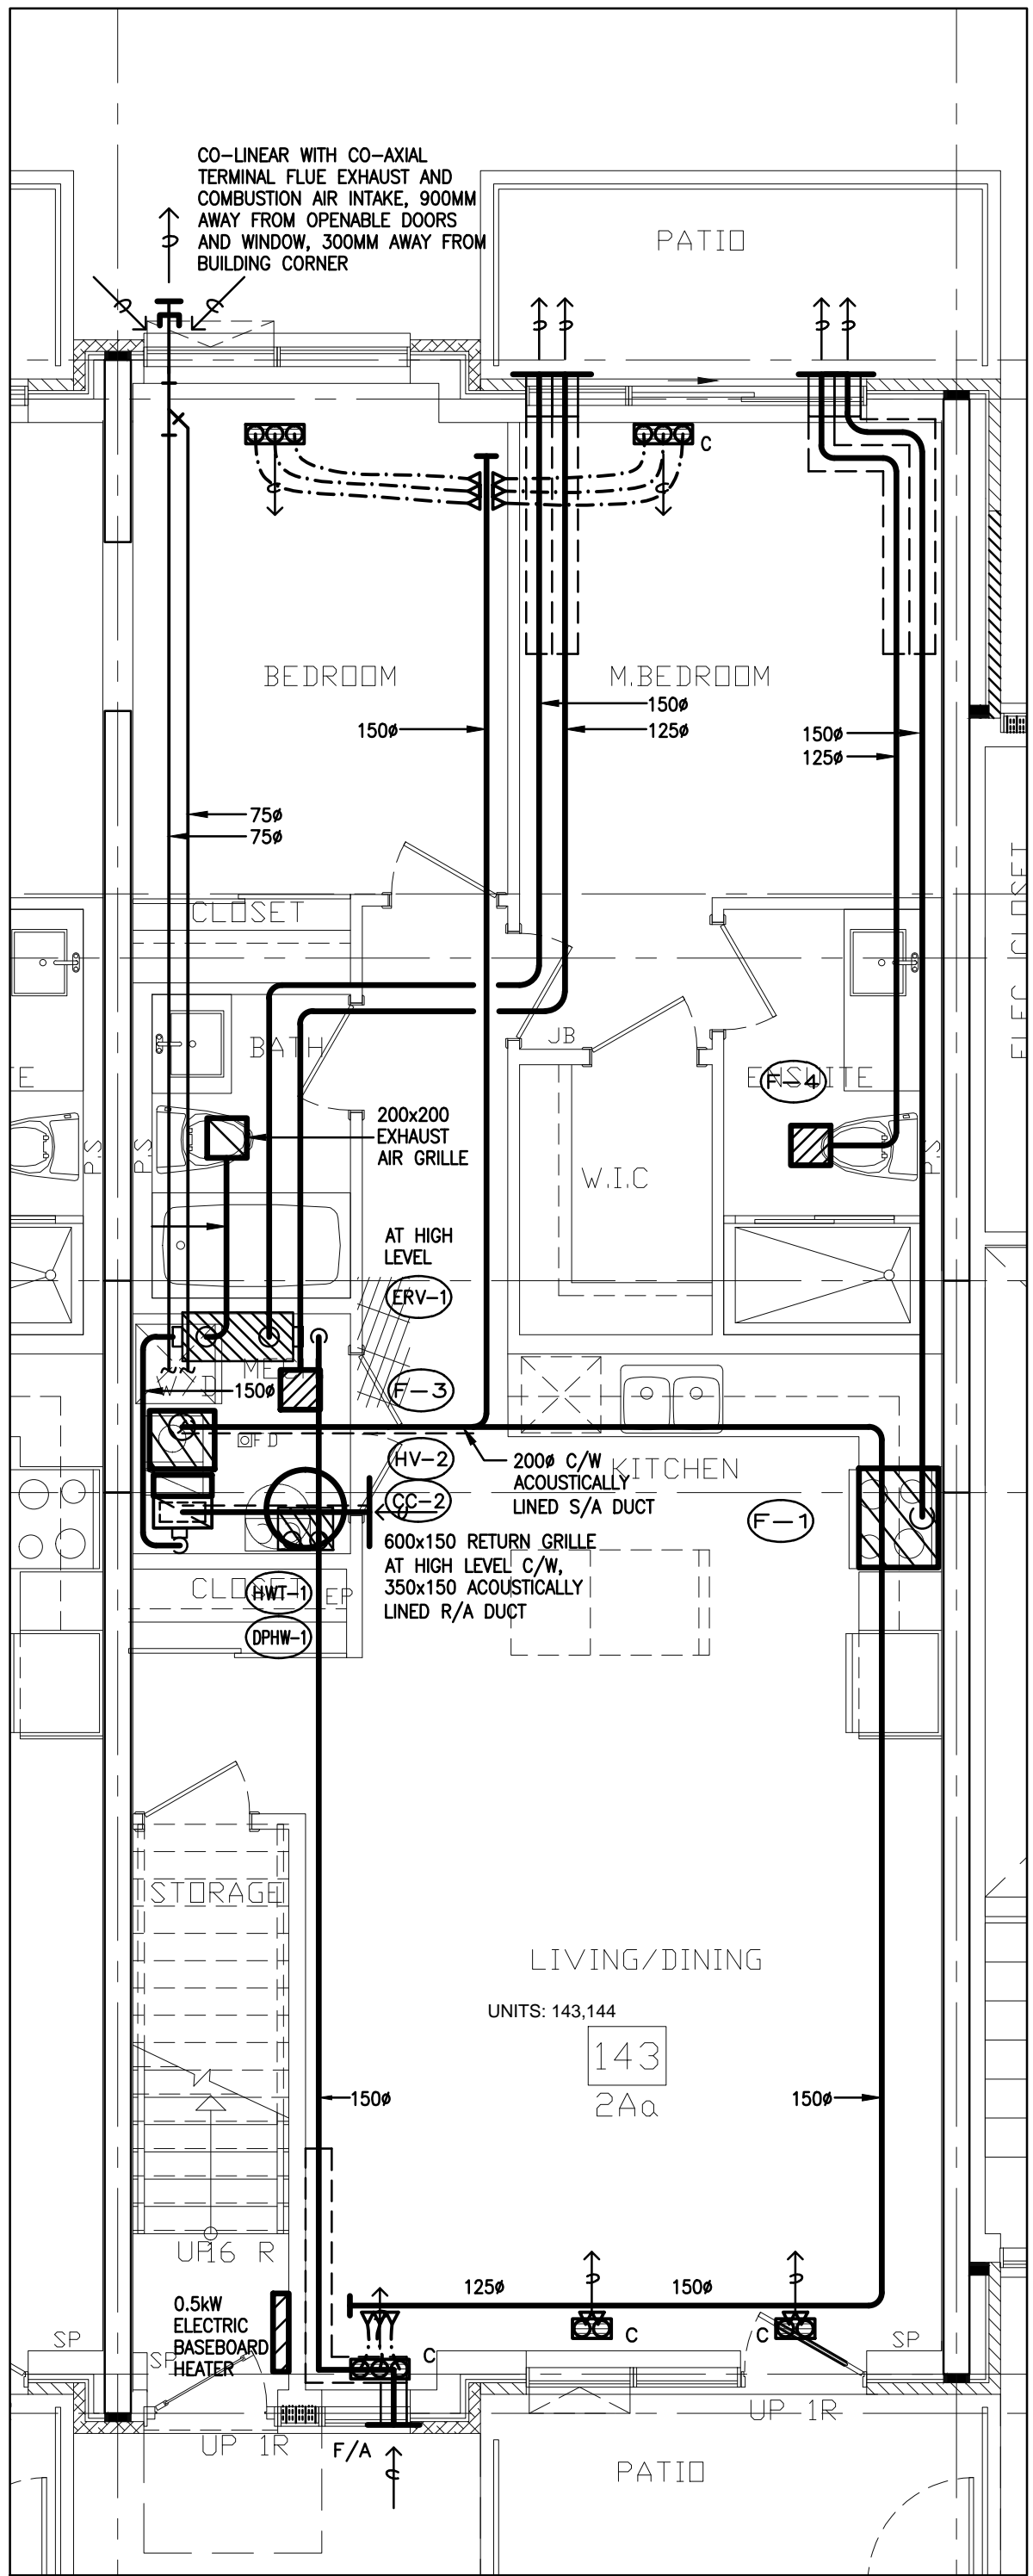 CO-LINEAR WITH CO-AXIAL
TERMINAL FLUE EXHAUST AND
COMBUSTION AIR INTAKE, 900MM
AWAY FROM OPENABLE DOORS
AND WINDOW, 300MM AWAY FROM
BUILDING CORNER
PATIO
C
BEDROOM
M.BEDROOM
150ø
150ø
125ø
150ø
125ø
75ø
75ø
ELEC CLOSET
CLOSET
BATH
JB
E
ENSUITE
F-4
200x200
EXHAUST
AIR GRILLE
P.S
P.S
P.S
W.I.C
AT HIGH
LEVEL
ERV-1
W/D
150ø
F-3
FD
HV-2
200ø C/W
ACOUSTICALLY
LINED S/A DUCT
KITCHEN
CC-2
F-1
600x150 RETURN GRILLE
AT HIGH LEVEL C/W,
350x150 ACOUSTICALLY
LINED R/A DUCT
CLOSET
HWT-1
EP
DPHW-1
STORAGE
LIVING/DINING
UNITS: 143,144
143
2Aa
150ø
150ø
UP16 R
125ø
150ø
0.5kW
ELECTRIC
BASEBOARD
HEATER
SP
SP
C
C
C
SP
UP 1R
UP 1R
F/A
PATIO